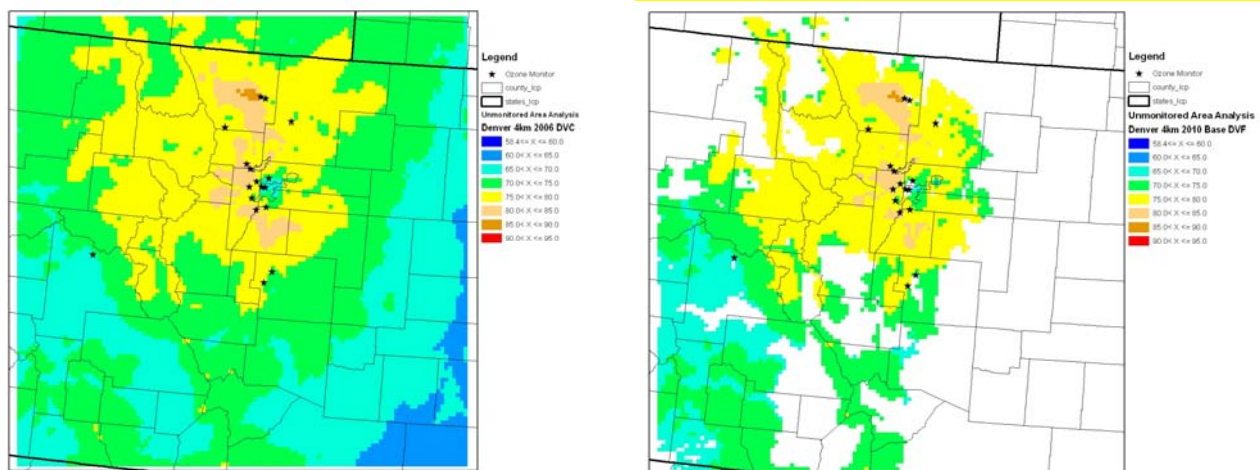 Legend
Ozone Monitor
county_lcp
states_lcp
Unmonitored Area Analysis
Denver 4km 2006 DVC
58.4<= X <= 60.0
60.0< X <= 65.0
65.0< X <= 70.0
70.0< X <= 75.0
75.0< X <= 80.0
80.0< X <= 85.0
85.0< X <= 90.0
90.0< X <= 95.0
Legend
Ozone Monitor
county_lcp
states_lcp
Unmonitored Area Analysis
Denver 4km 2010 Base DVF
58.4<= X <= 60.0
60.0< X <= 65.0
65.0< X <= 70.0
70.0< X <= 75.0
75.0< X <= 80.0
80.0< X <= 85.0
85.0< X <= 90.0
90.0< X <= 95.0